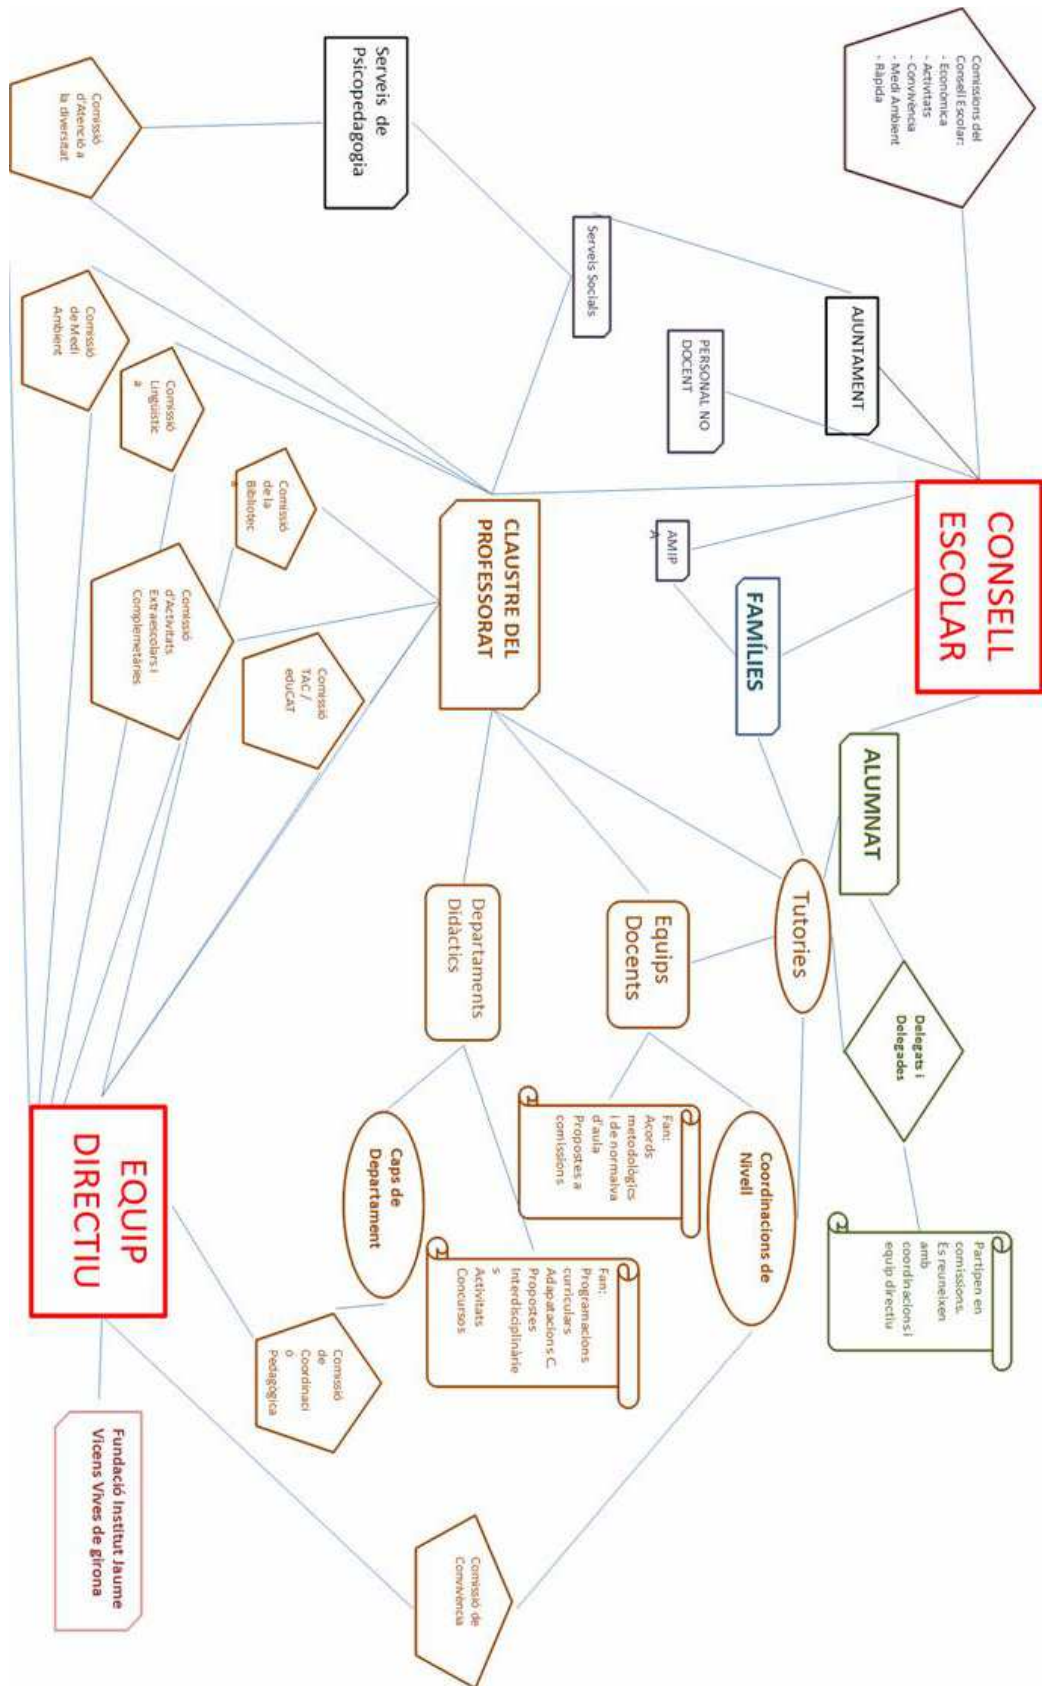 Comissions del
Consell Escolar:
- Econòmica
- Activitats
- Convivència
- Medi Ambient
- Ràpida
CONSELL
ESCOLAR
AJUNTAMENT
PERSONAL NO
DOCENT
Serveis Socials
Serveis de
Psicopedagogia
AMIP
A
FAMÍLIES
ALUMNAT
Delegats i
Delegades
Partipen en
comissions.
Es reuneixen
amb
coordinacions i
equip directiu
Tutories
Coordinacions de
Nivell
Equips
Docents
Fan:
Acords
metodològics
i de normalva
d'aula
Propostes a
comissions
CLAUSTRE DEL
PROFESSORAT
Departaments
Didàctics
Fan:
Programacions
curriculars
Adapatacions C.
Propostes
Interdisciplinàrie
s
Activitats
Concursos
Caps de
Departament
Comissió de
Convivència
Comissió
de
Coordinaci
ó
Pedagògica
Comissió
d'Atenció a
la diversitat
Comissió
de Medi
Ambient
Comissió
Lingüístic
a
Comissió
de la
Bibliotec
a
Comissió
d'Activitats
Extraescolars i
Complemetàries
Comissió
TAC /
eduCAT
EQUIP
DIRECTIU
Fundació Institut Jaume
Vicens Vives de girona